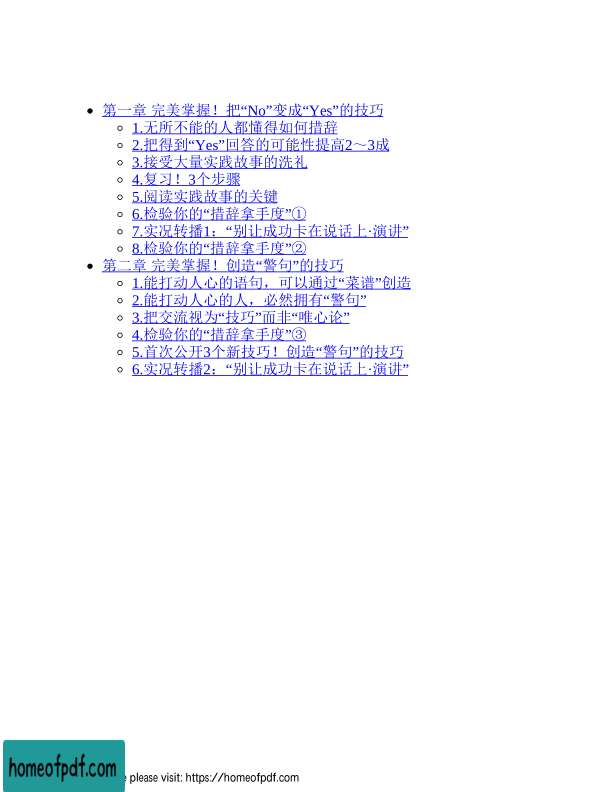 第一章 完美掌握！把“No”变成“Yes”的技巧
1.无所不能的人都懂得如何措辞
2.把得到“Yes”回答的可能性提高2～3成
3.接受大量实践故事的洗礼
4.复习！3个步骤
5.阅读实践故事的关键
6.检验你的“措辞拿手度”①
7.实况转播1：“别让成功卡在说话上·演讲”
8.检验你的“措辞拿手度”②
第二章 完美掌握！创造“警句”的技巧
1.能打动人心的语句，可以通过“菜谱”创造
2.能打动人心的人，必然拥有“警句”
3.把交流视为“技巧”而非“唯心论”
4.检验你的“措辞拿手度”③
5.首次公开3个新技巧！创造“警句”的技巧
6.实况转播2：“别让成功卡在说话上·演讲”
homeofpdf.com
please visit: https://homeofpdf.com